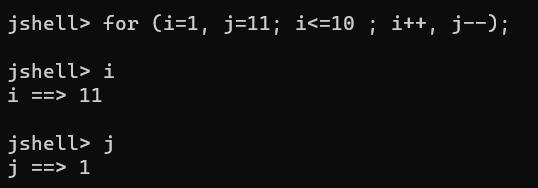 jshell> for (i=1, j=11; i<=10 ; i++, j--);
jshell> i
i ==> 11
jshell> j
j ==> 1